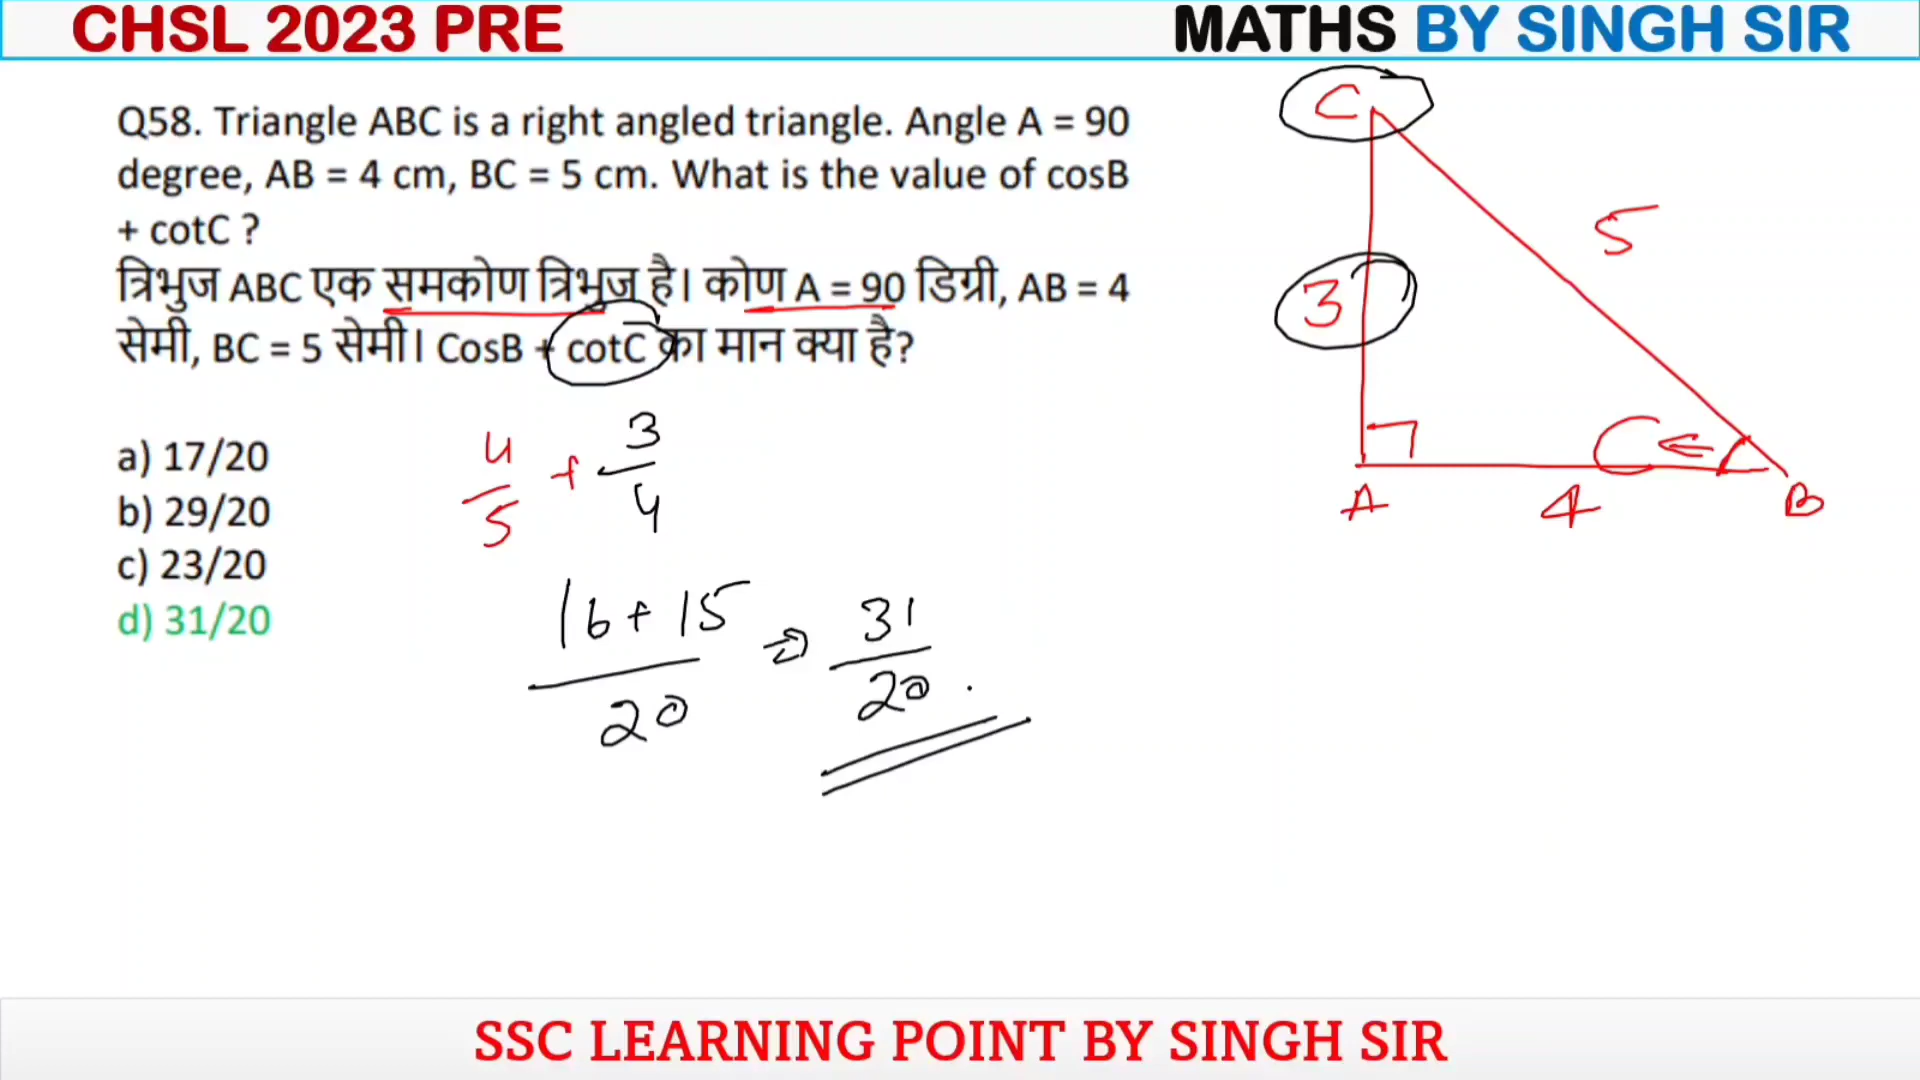 CHSL 2023 PRE
MATHS BY SINGH SIR
Q58. Triangle ABC is a right angled triangle. Angle A = 90
degree, AB = 4 cm, BC = 5 cm. What is the value of cosB
+ cotC ?
त्रिभुज ABC एक समकोण त्रिभुज है। कोण A = 90 डिग्री, AB = 4
सेमी, BC = 5 सेमी। CosB + cotC का मान क्या है?
a) 17/20
b) 29/20
c) 23/20
d) 31/20
4/5 + 3/4
16+15/20 ⇒ 31/20.
C
5
3
A
4
B
SSC LEARNING POINT BY SINGH SIR